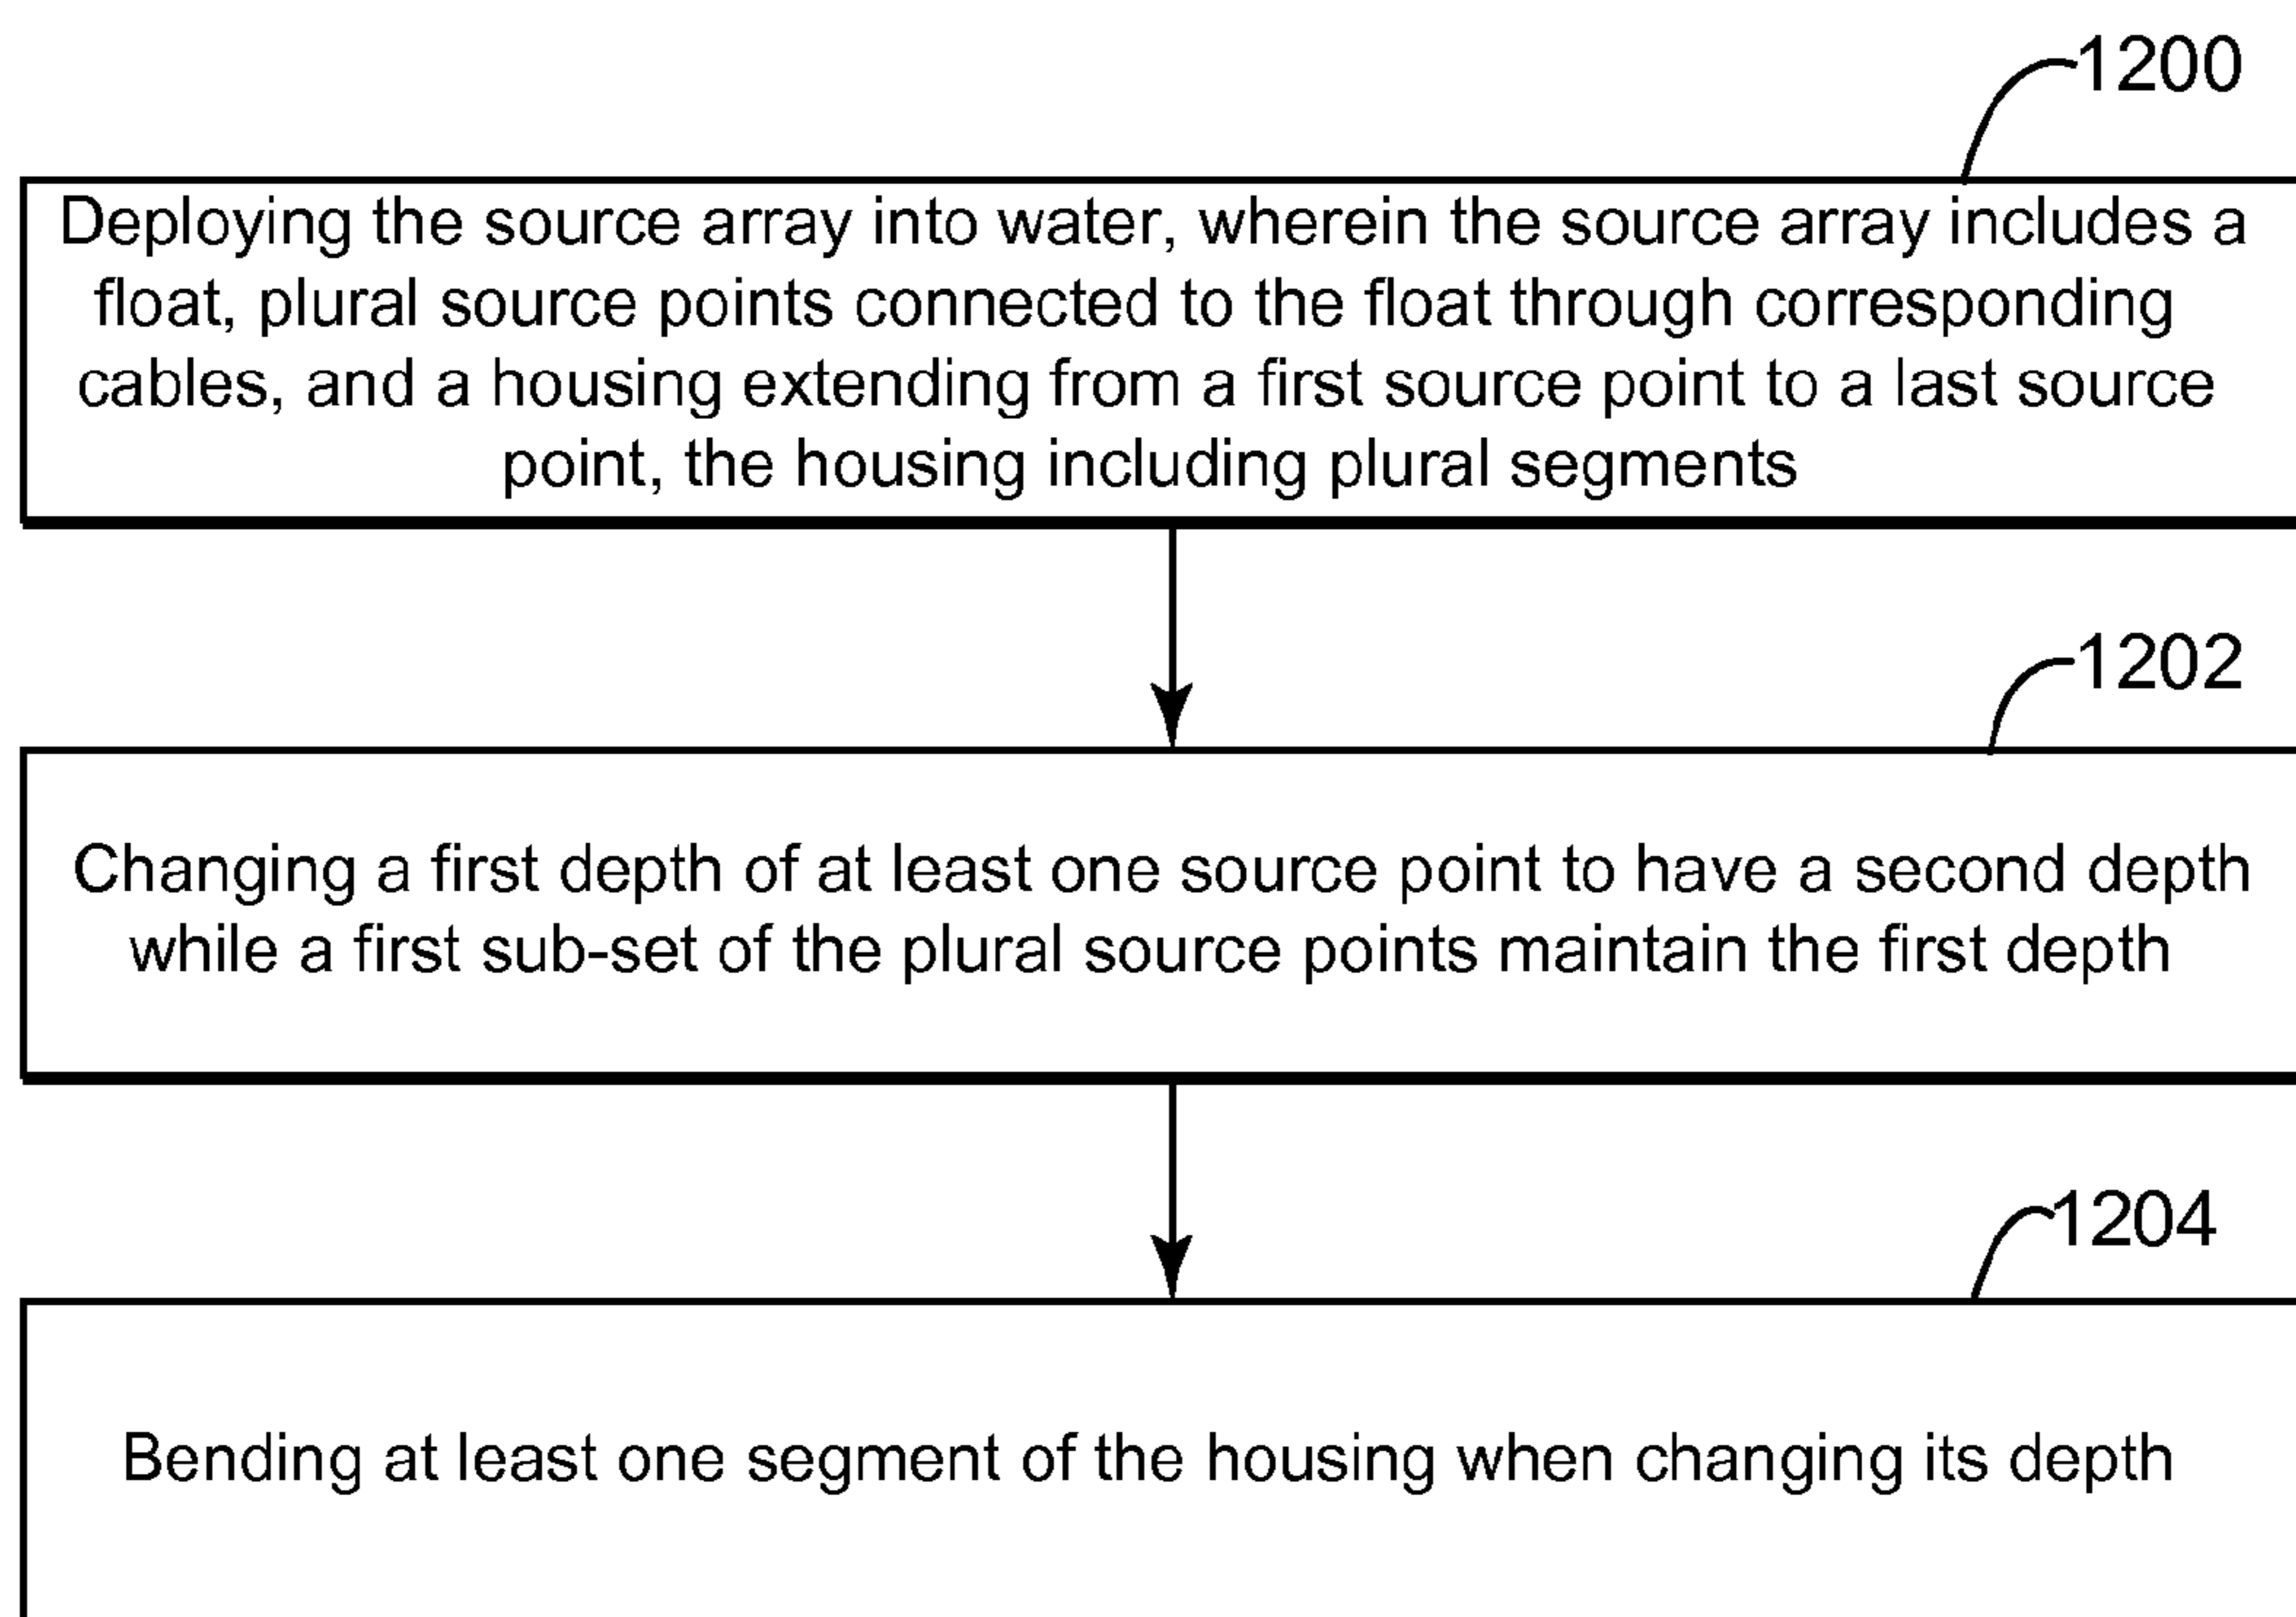 1200
Deploying the source array into water, wherein the source array includes a
float, plural source points connected to the float through corresponding
cables, and a housing extending from a first source point to a last source
point, the housing including plural segments
1202
Changing a first depth of at least one source point to have a second depth
while a first sub-set of the plural source points maintain the first depth
1204
Bending at least one segment of the housing when changing its depth